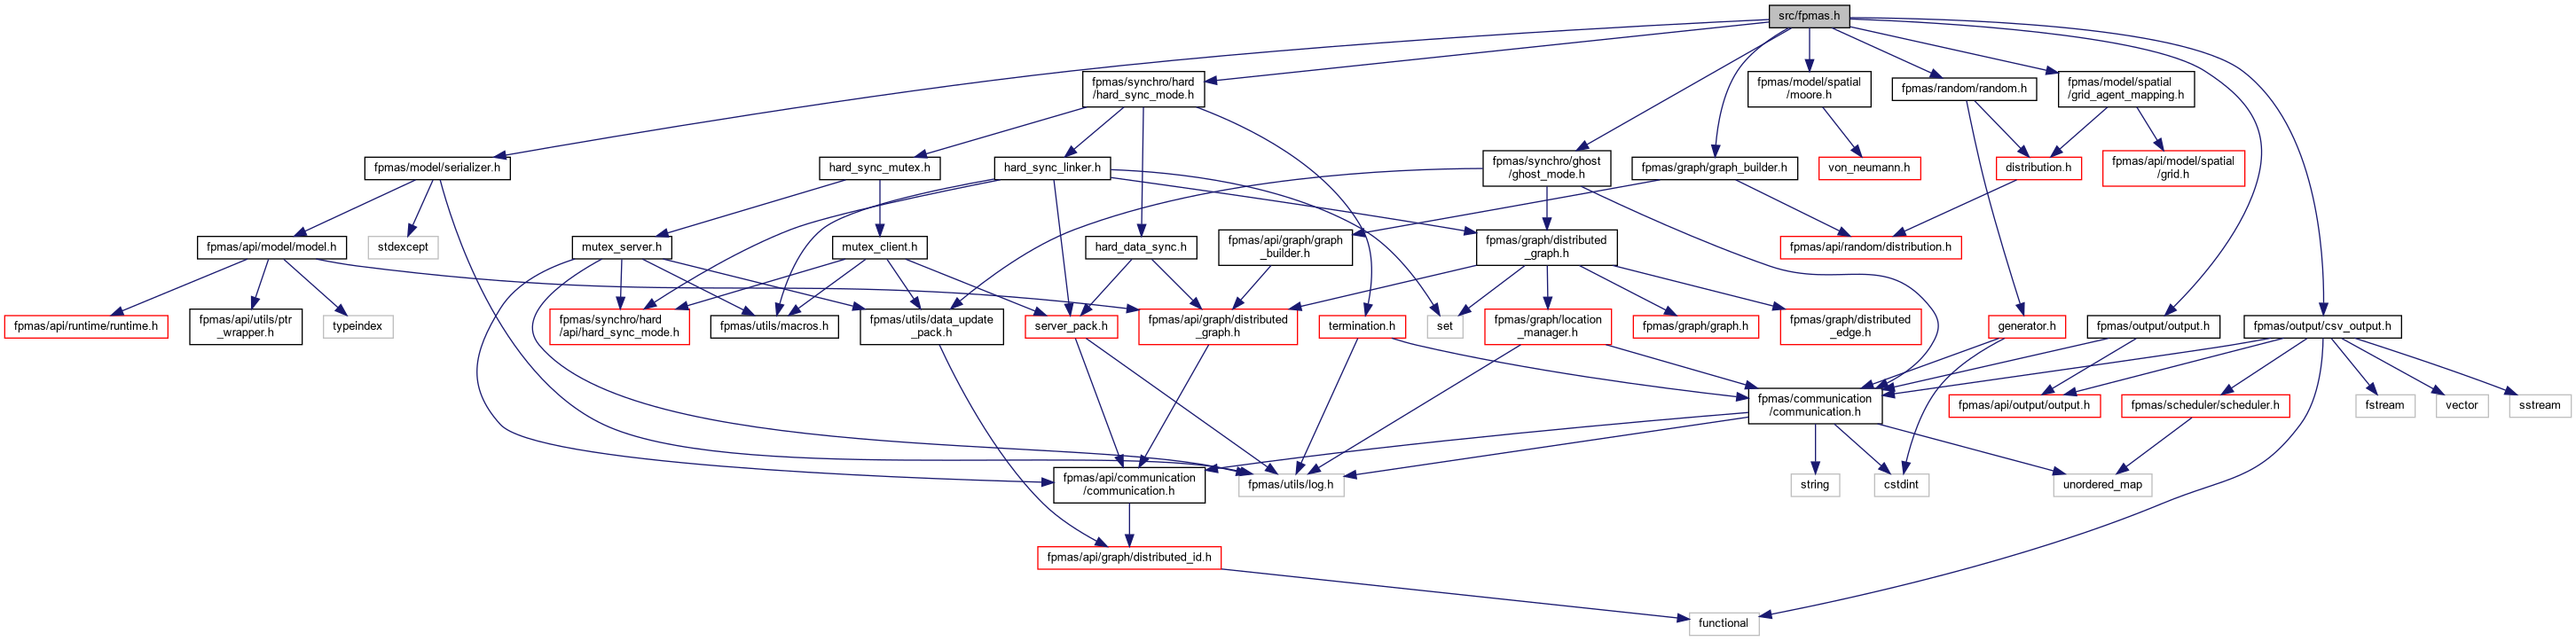 src/fpmas.h
fpmas/synchro/hard
/hard_sync_mode.h
fpmas/model/spatial
/moore.h
fpmas/random/random.h
fpmas/model/spatial
/grid_agent_mapping.h
fpmas/model/serializer.h
hard_sync_mutex.h
hard_sync_linker.h
fpmas/synchro/ghost
/ghost_mode.h
fpmas/graph/graph_builder.h
von_neumann.h
distribution.h
fpmas/api/model/spatial
/grid.h
fpmas/api/model/model.h
stdexcept
mutex_server.h
mutex_client.h
hard_data_sync.h
fpmas/api/graph/graph
_builder.h
fpmas/graph/distributed
_graph.h
fpmas/api/random/distribution.h
fpmas/api/runtime/runtime.h
fpmas/api/utils/ptr
_wrapper.h
typeindex
fpmas/synchro/hard
/api/hard_sync_mode.h
fpmas/utils/macros.h
fpmas/utils/data_update
_pack.h
server_pack.h
fpmas/api/graph/distributed
_graph.h
termination.h
set
fpmas/graph/location
_manager.h
fpmas/graph/graph.h
fpmas/graph/distributed
_edge.h
generator.h
fpmas/output/output.h
fpmas/output/csv_output.h
fpmas/communication
/communication.h
fpmas/api/output/output.h
fpmas/scheduler/scheduler.h
fstream
vector
sstream
fpmas/api/communication
/communication.h
fpmas/utils/log.h
string
cstdint
unordered_map
fpmas/api/graph/distributed_id.h
functional